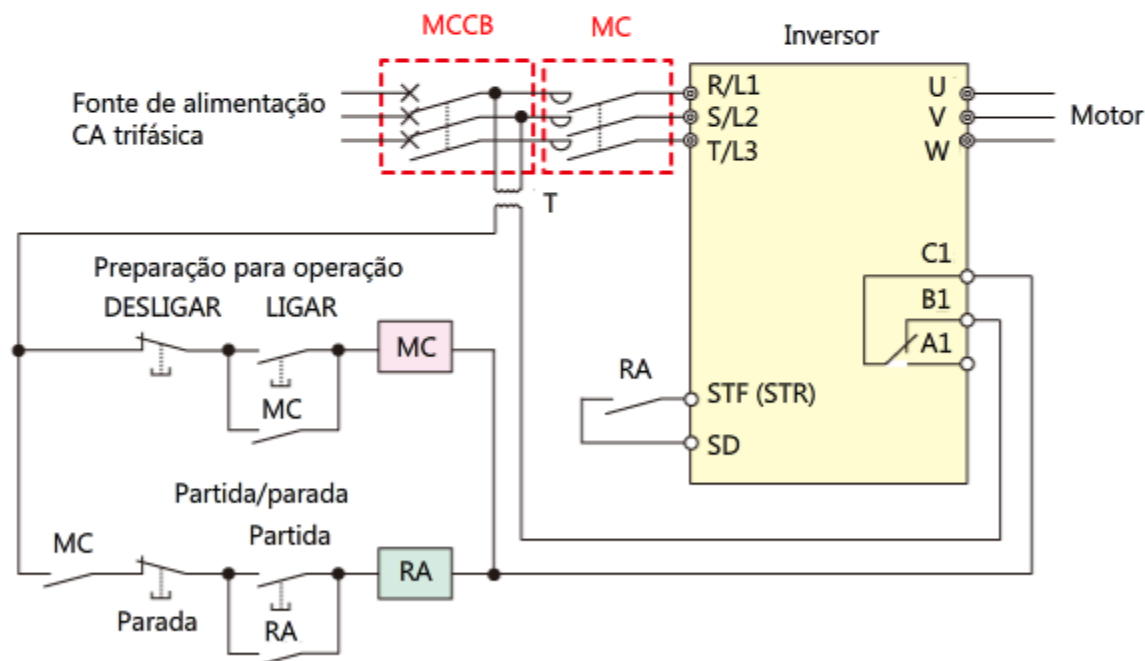 MCCB
MC
Inversor
Fonte de alimentação
CA trifásica
R/L1
S/L2
T/L3
U
V
W
Motor
T
Preparação para operação
DESLIGAR
LIGAR
MC
MC
C1
B1
A1
RA
STF (STR)
SD
Partida/parada
Partida
MC
RA
Parada
RA